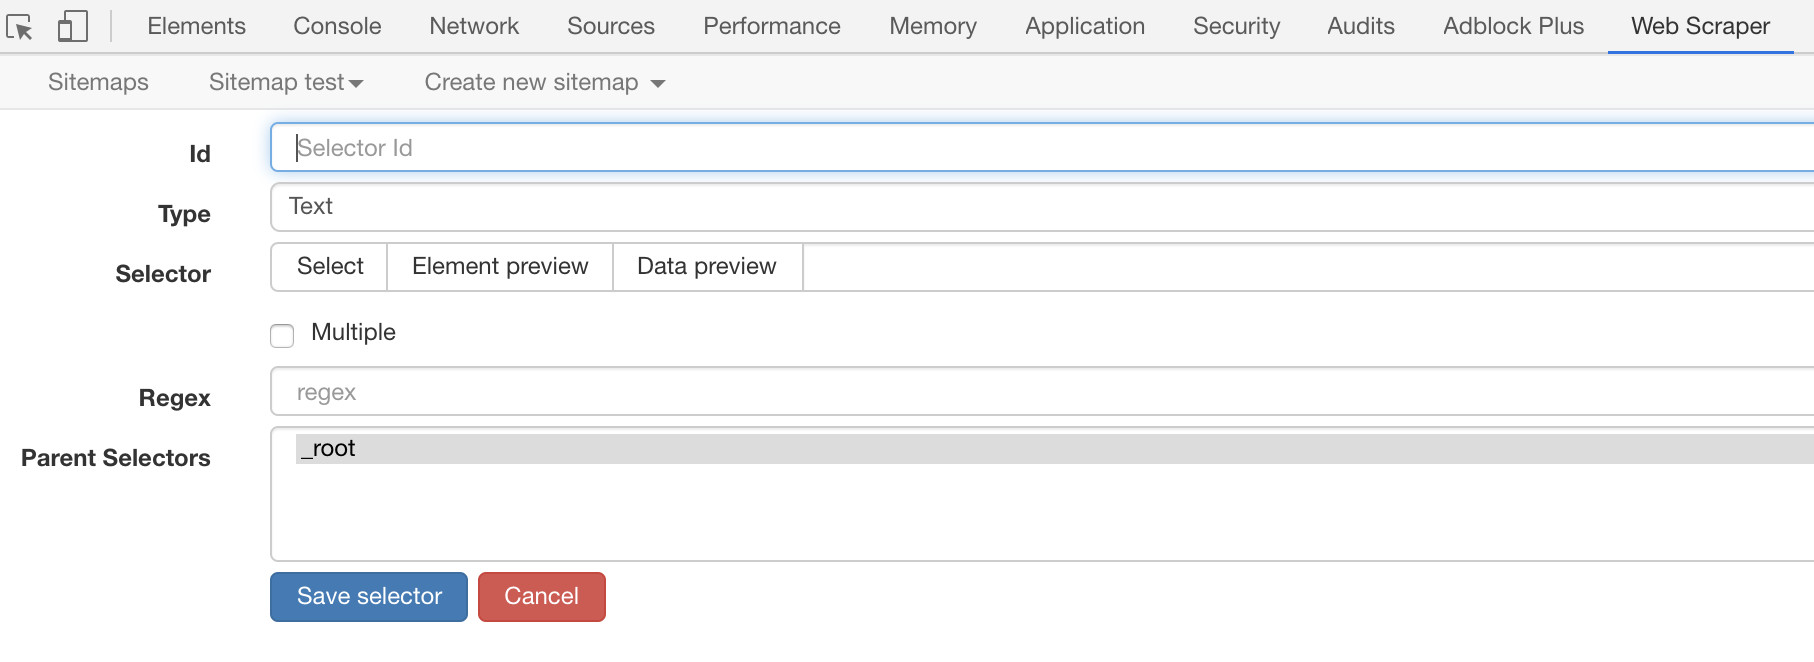 Elements Console Network Sources Performance Memory Application Security Audits Adblock Plus Web Scraper
Sitemaps Sitemap test Create new sitemap
Id Selector Id
Type Text
Selector Select Element preview Data preview
Multiple
Regex regex
Parent Selectors _root
Save selector Cancel